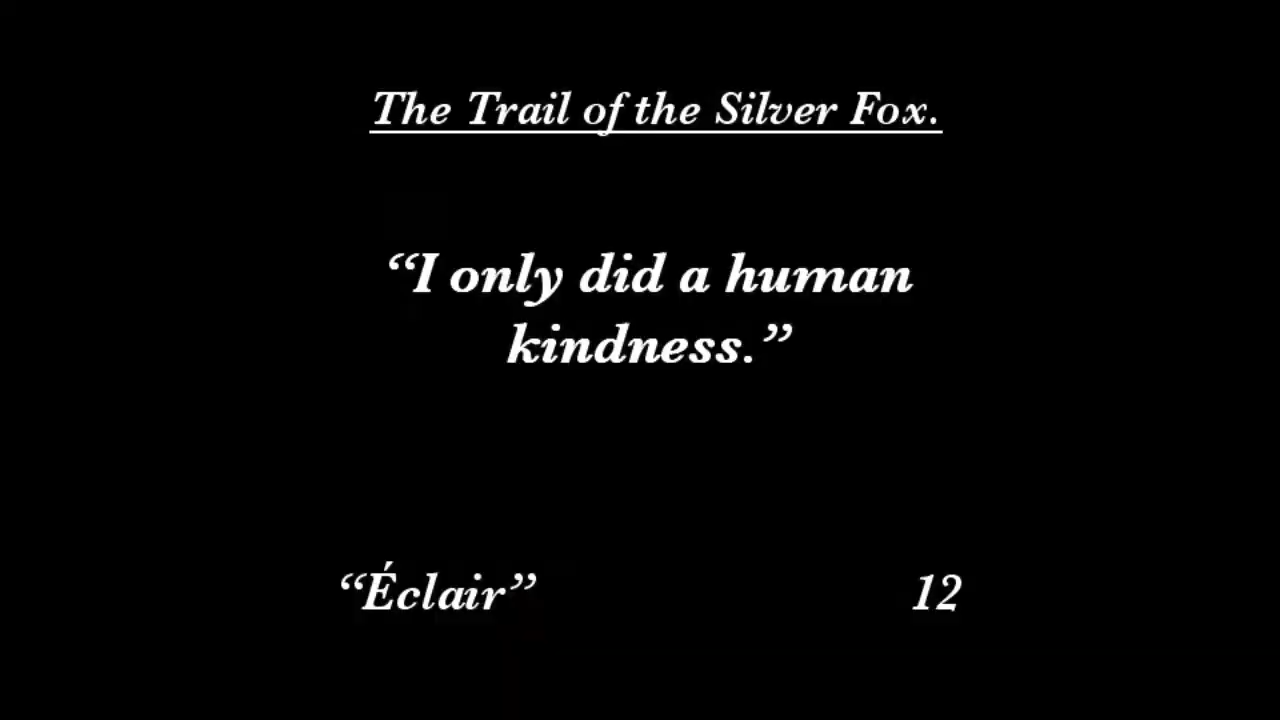 The Trail of the Silver Fox.
“I only did a human
kindness.”
“Éclair” 12